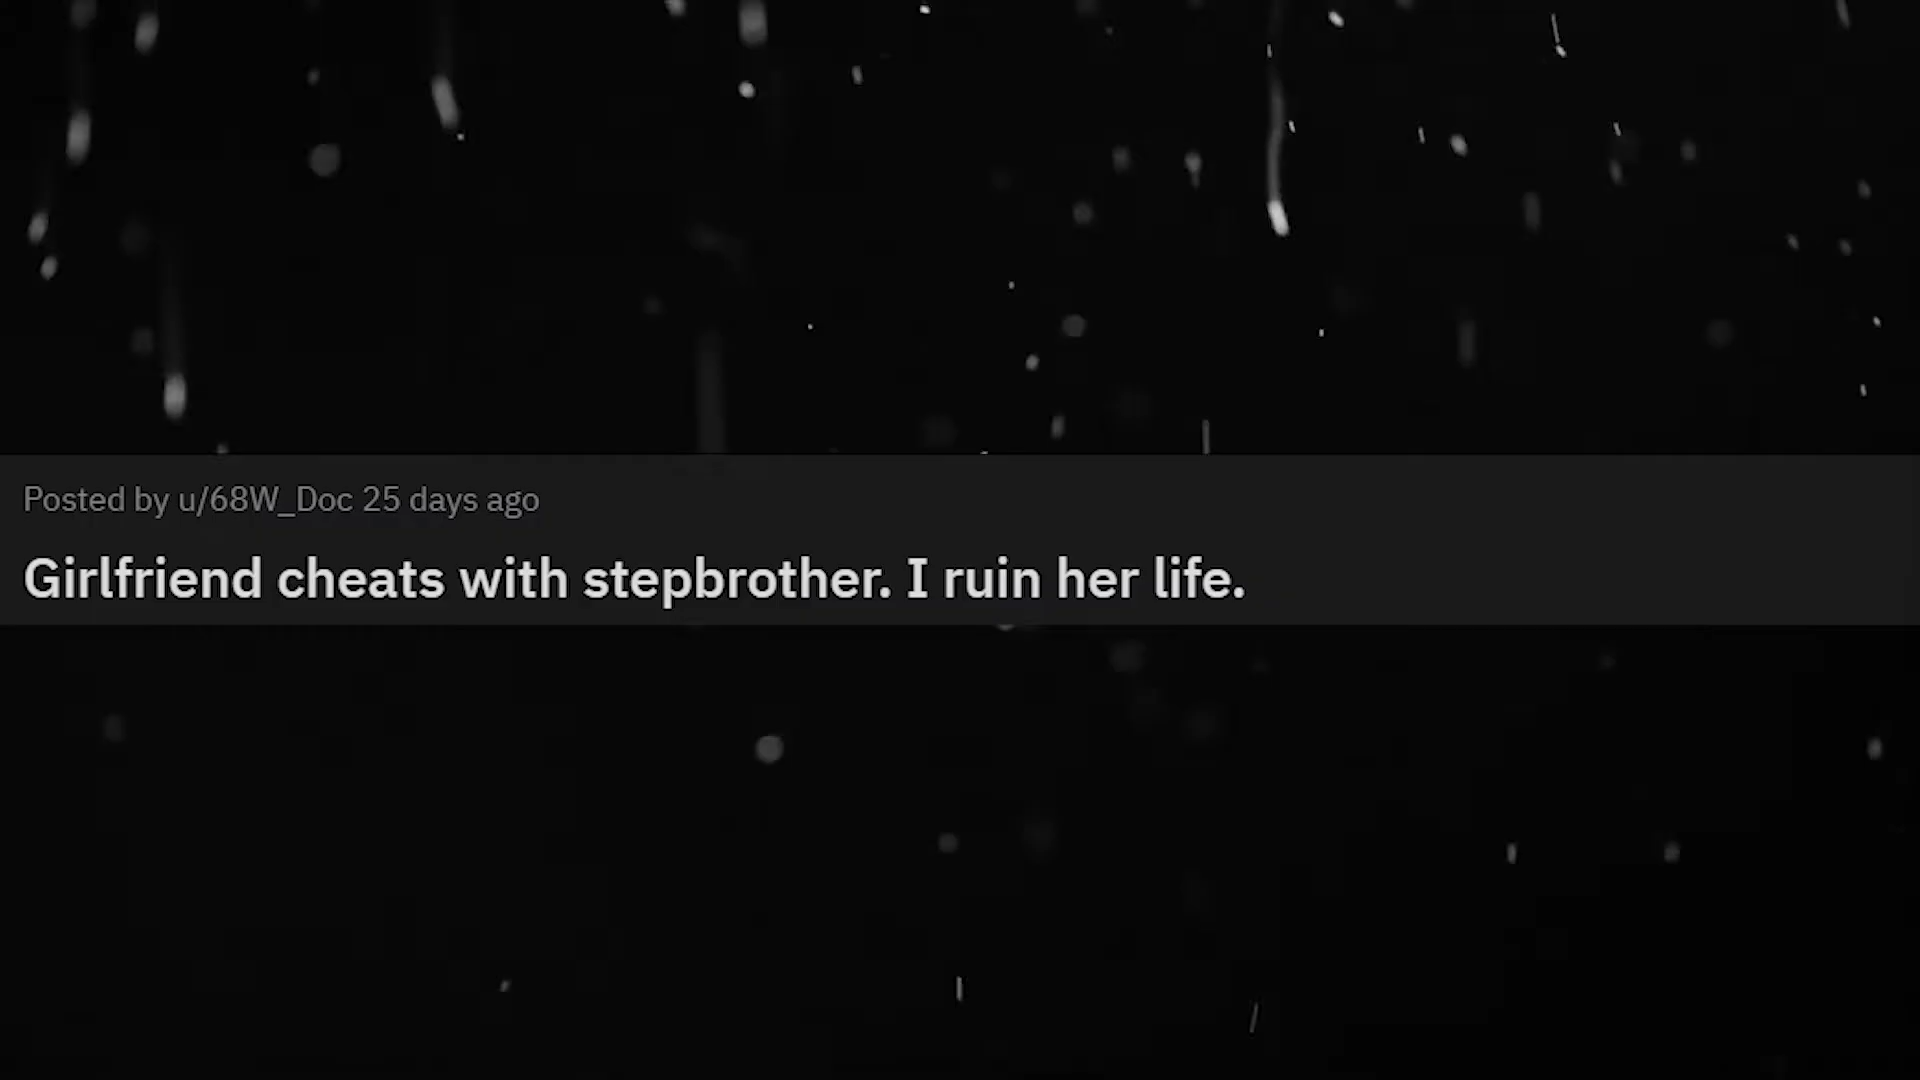 Posted by u/68W_Doc 25 days ago
Girlfriend cheats with stepbrother. I ruin her life.